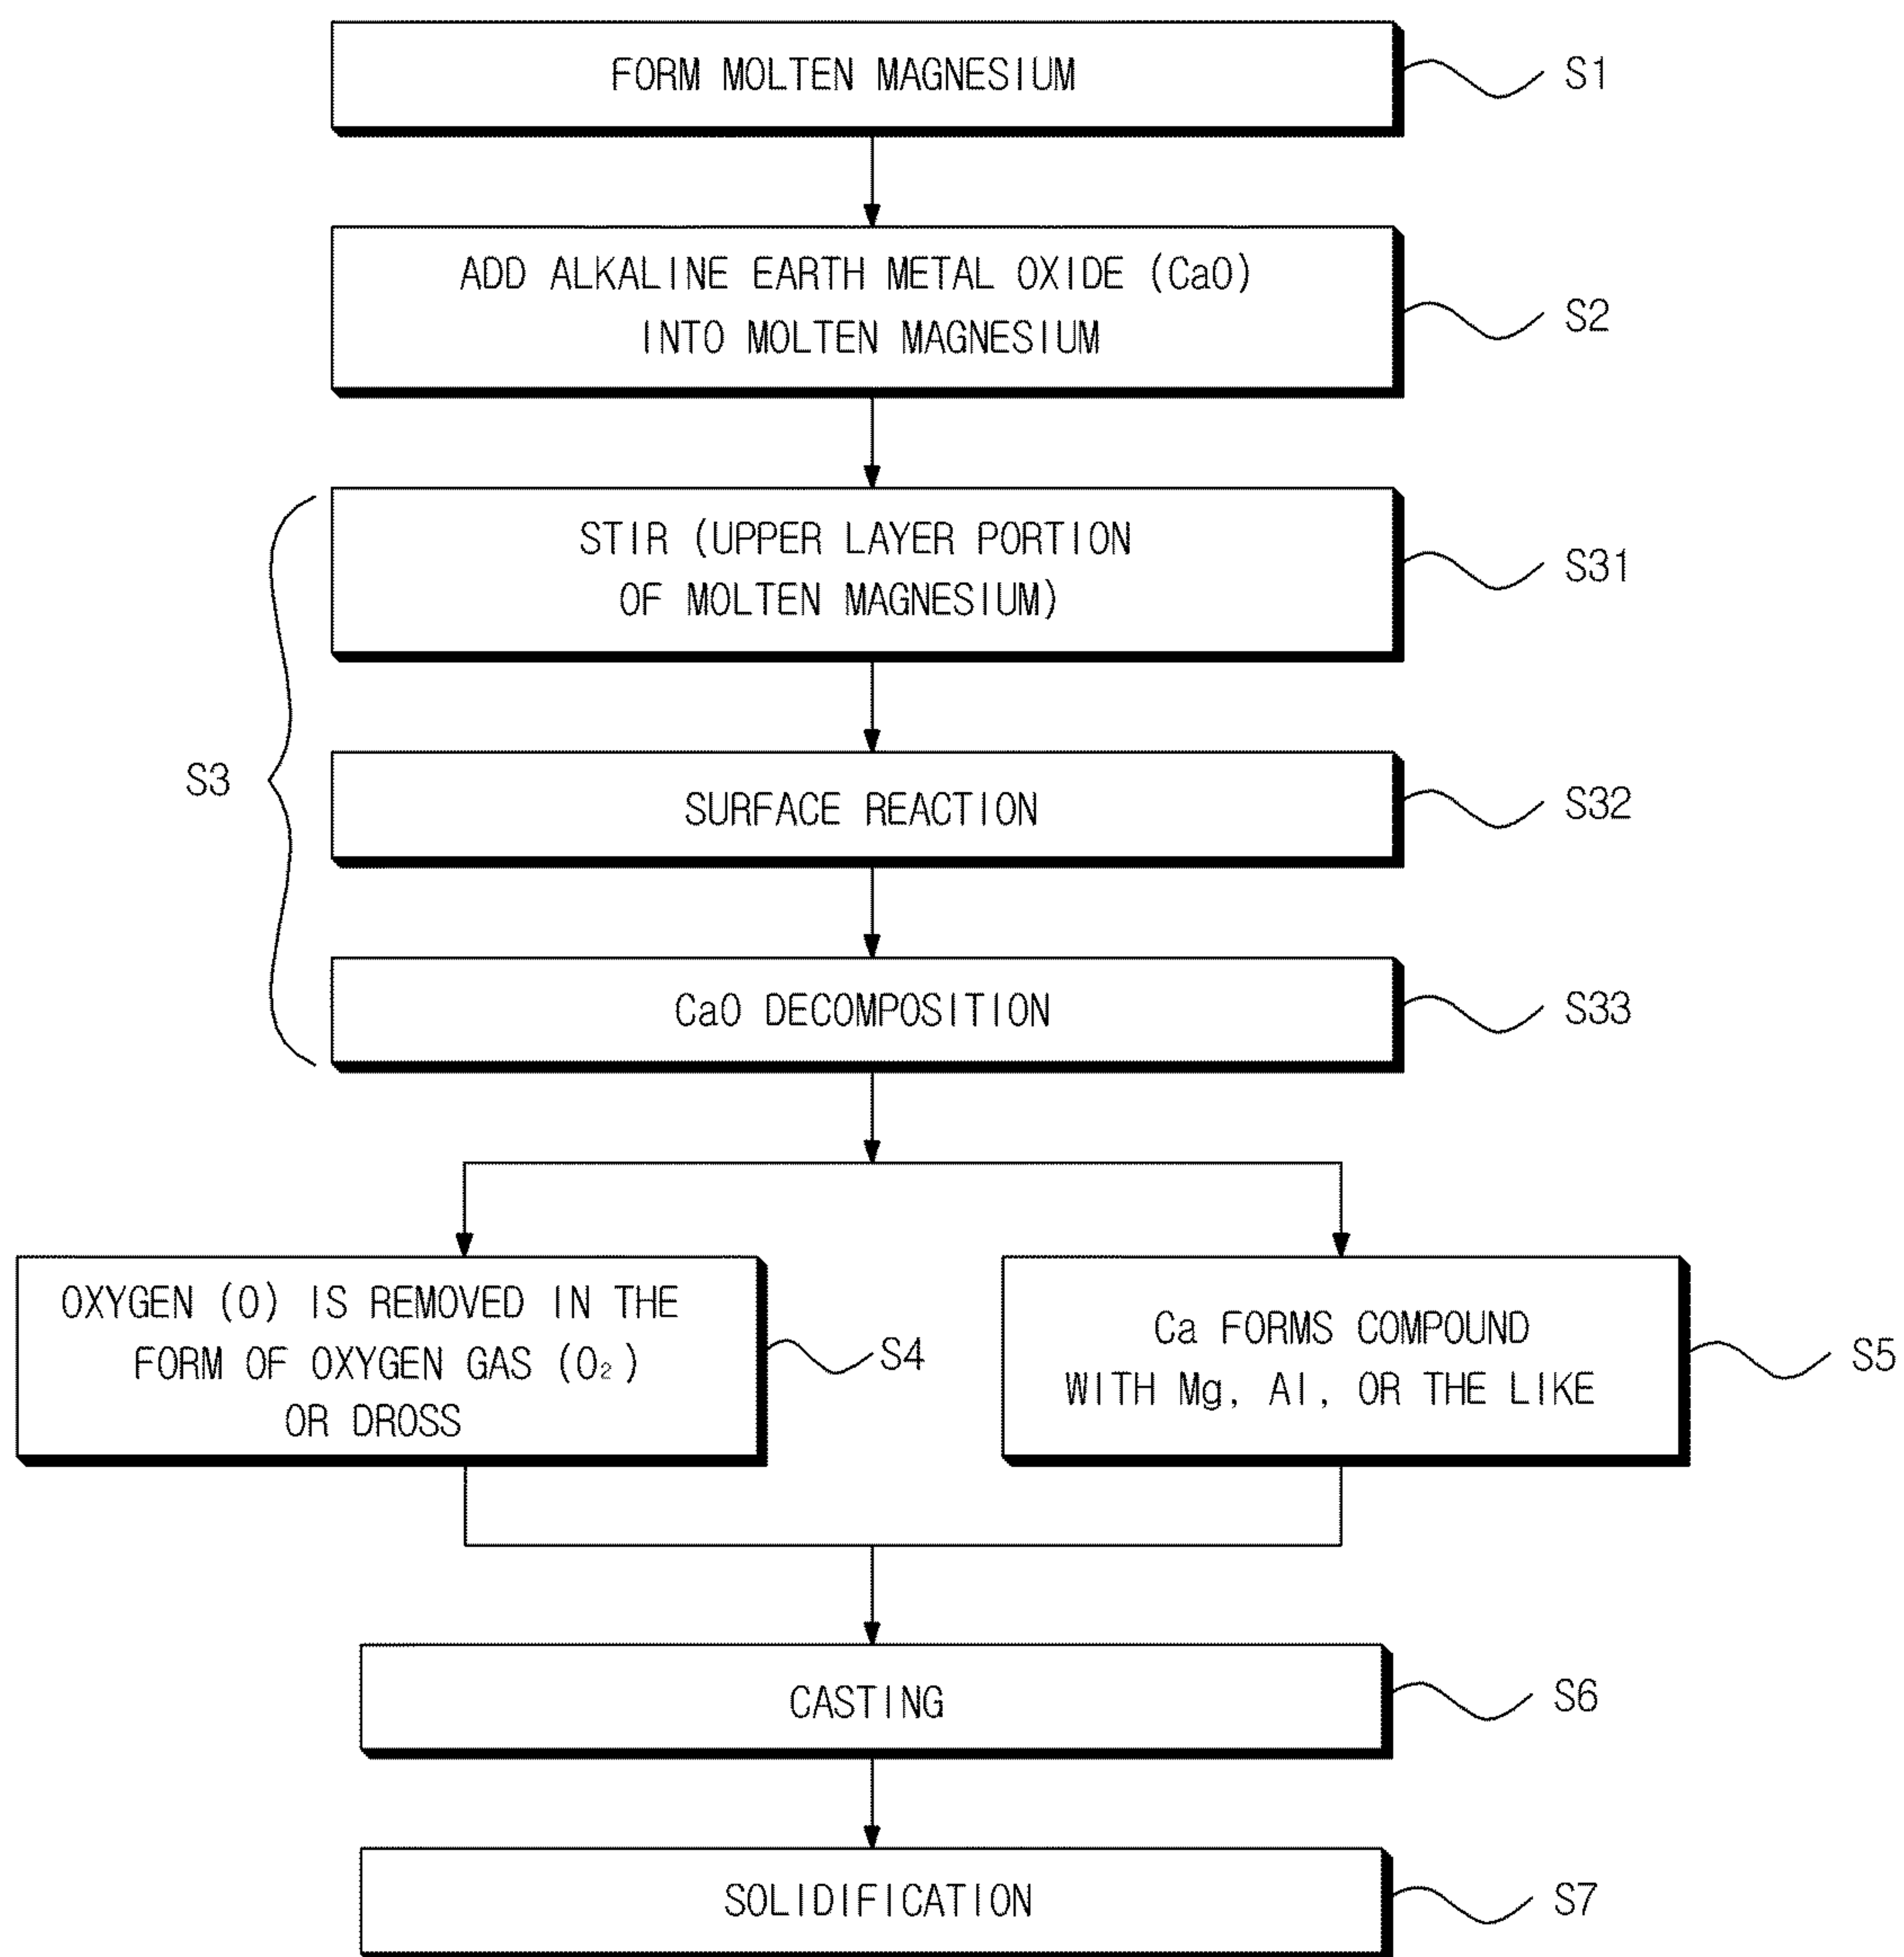 FORM MOLTEN MAGNESIUM
S1
ADD ALKALINE EARTH METAL OXIDE (CaO)
INTO MOLTEN MAGNESIUM
S2
STIR (UPPER LAYER PORTION
OF MOLTEN MAGNESIUM)
S31
S3
SURFACE REACTION
S32
CaO DECOMPOSITION
S33
OXYGEN (O) IS REMOVED IN THE
FORM OF OXYGEN GAS (O₂)
OR DROSS
S4
Ca FORMS COMPOUND
WITH Mg, Al, OR THE LIKE
S5
CASTING
S6
SOLIDIFICATION
S7